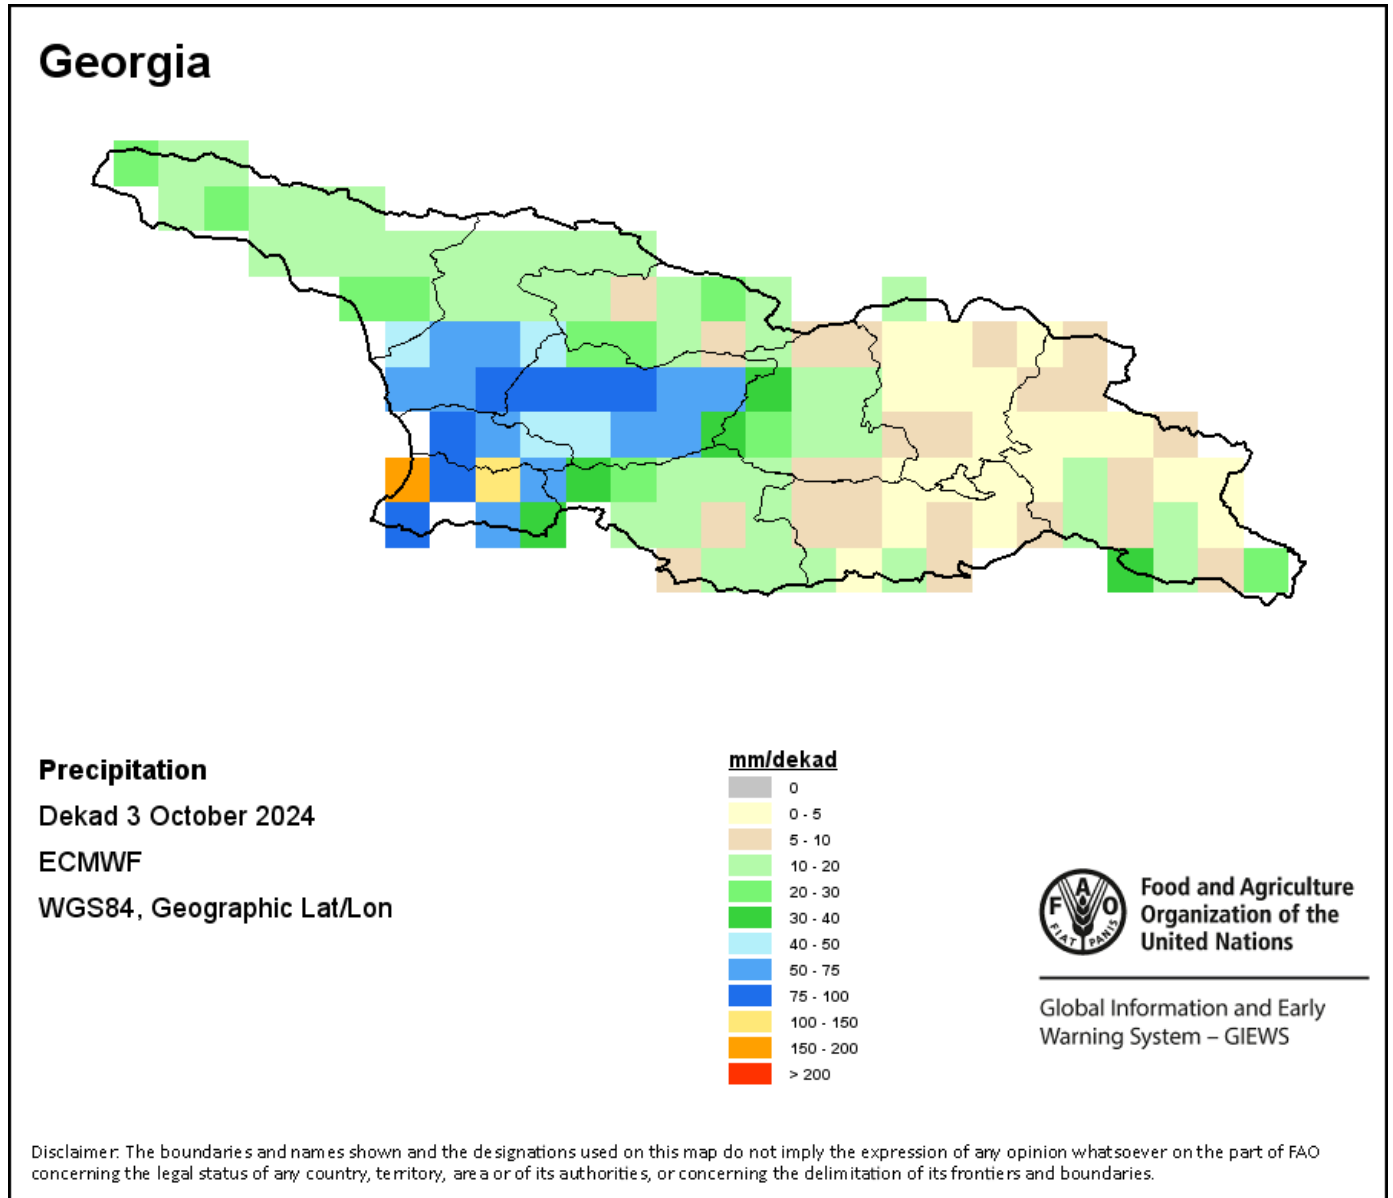 Georgia
Precipitation
Dekad 3 October 2024
ECMWF
WGS84, Geographic Lat/Lon
mm/dekad
0
0 - 5
5 - 10
10 - 20
20 - 30
30 - 40
40 - 50
50 - 75
75 - 100
100 - 150
150 - 200
> 200
F A O
FIAT PANIS
Food and Agriculture
Organization of the
United Nations
Global Information and Early
Warning System – GIEWS
Disclaimer: The boundaries and names shown and the designations used on this map do not imply the expression of any opinion whatsoever on the part of FAO
concerning the legal status of any country, territory, area or of its authorities, or concerning the delimitation of its frontiers and boundaries.